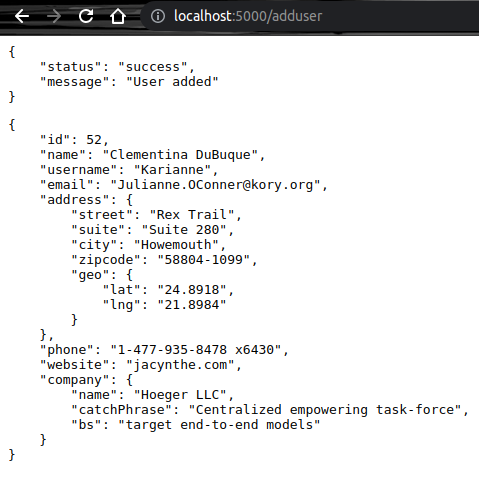 localhost:5000/adduser
{
    "status": "success",
    "message": "User added"
}
{
    "id": 52,
    "name": "Clementina DuBuque",
    "username": "Karianne",
    "email": "Julianne.OConner@kory.org",
    "address": {
        "street": "Rex Trail",
        "suite": "Suite 280",
        "city": "Howemouth",
        "zipcode": "58804-1099",
        "geo": {
            "lat": "24.8918",
            "lng": "21.8984"
        }
    },
    "phone": "1-477-935-8478 x6430",
    "website": "jacynthe.com",
    "company": {
        "name": "Hoeger LLC",
        "catchPhrase": "Centralized empowering task-force",
        "bs": "target end-to-end models"
    }
}